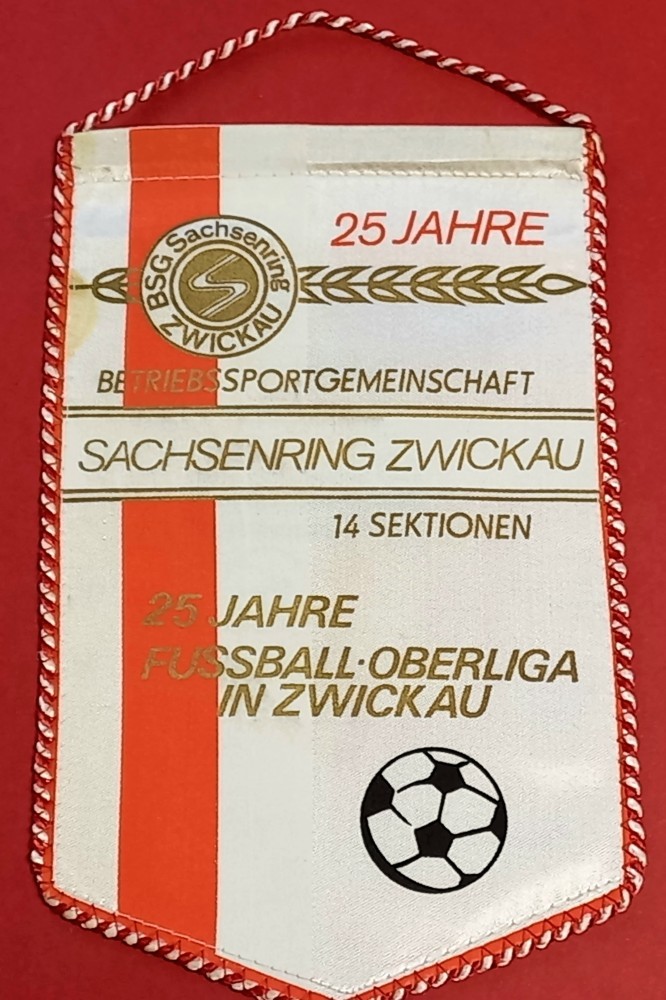 25 JAHRE
BSG Sachsenring
ZWICKAU
BETRIEBSSPORTGEMEINSCHAFT
SACHSENRING ZWICKAU
14 SEKTIONEN
25 JAHRE
FUSSBALL·OBERLIGA
IN ZWICKAU